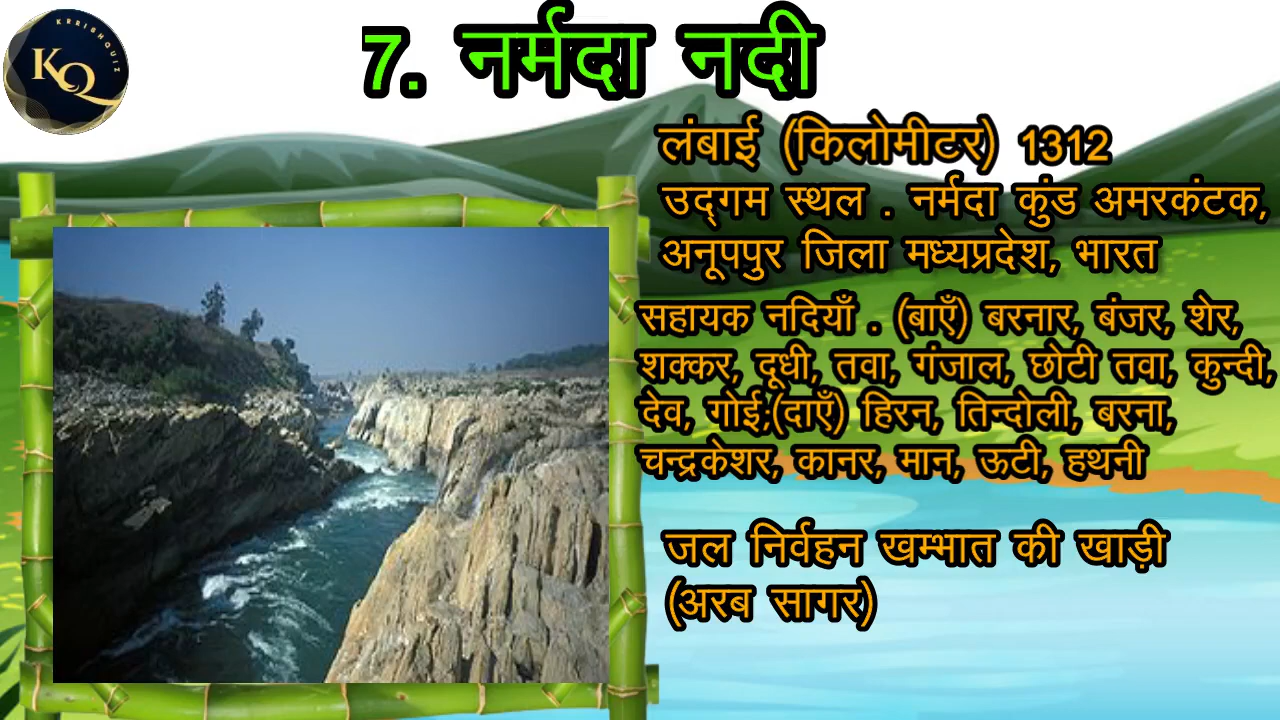 KRRISHQUIZ
KQ
7. नर्मदा नदी
लंबाई (किलोमीटर) 1312
उद्‌गम स्थल . नर्मदा कुंड अमरकंटक,
अनूपपुर जिला मध्यप्रदेश, भारत
सहायक नदियाँ . (बाएँ) बरनार, बंजर, शेर,
शक्कर, दूधी, तवा, गंजाल, छोटी तवा, कुन्दी,
देव, गोई;(दाएँ) हिरन, तिन्दोली, बरना,
चन्द्रकेशर, कानर, मान, ऊटी, हथनी
जल निर्वहन खम्भात की खाड़ी
(अरब सागर)